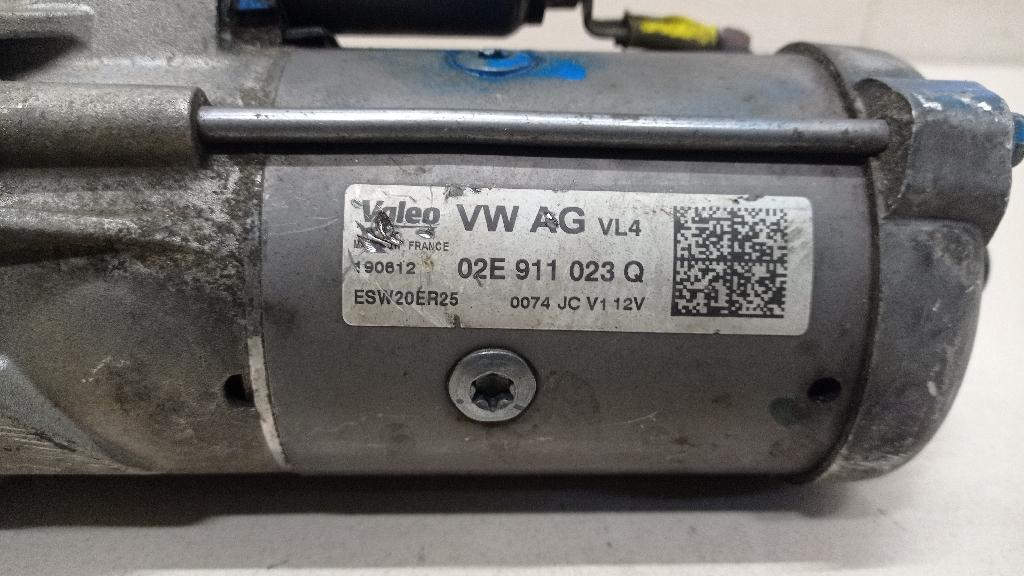 Valeo
VW AG VL4
FRANCE
190612
02E 911 023 Q
ESW20ER25
0074 JC V1 12V